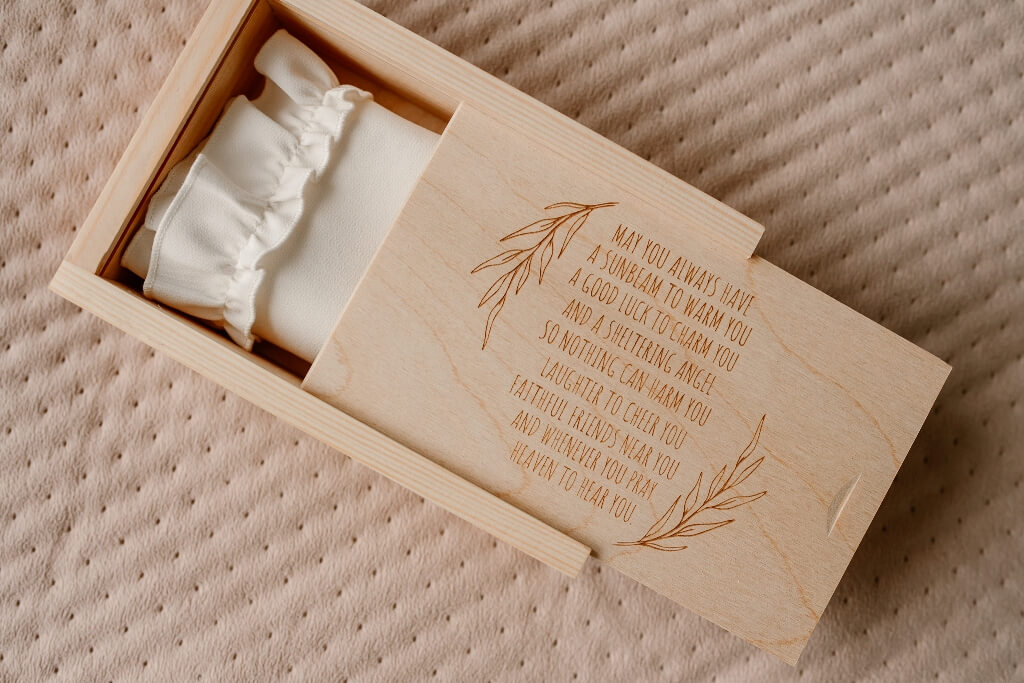 MAY YOU ALWAYS HAVE
A SUNBEAM TO WARM YOU
A GOOD LUCK TO CHARM YOU
AND A SHELTERING ANGEL
SO NOTHING CAN HARM YOU
LAUGHTER TO CHEER YOU
FAITHFUL FRIENDS NEAR YOU
AND WHENEVER YOU PRAY,
HEAVEN TO HEAR YOU.